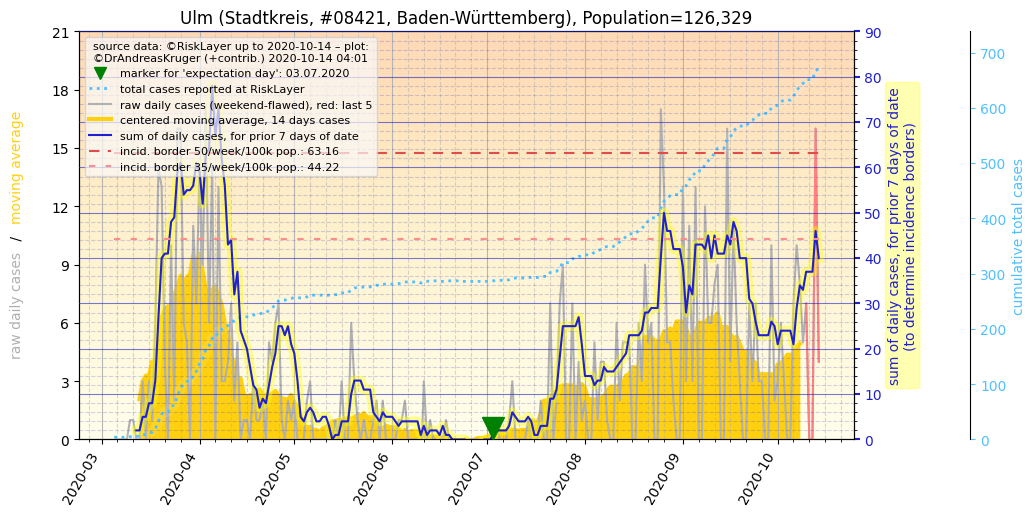 Ulm (Stadtkreis, #08421, Baden-Württemberg), Population=126,329
source data: ©RiskLayer up to 2020-10-14 – plot:
©DrAndreasKruger (+contrib.) 2020-10-14 04:01
marker for 'expectation day': 03.07.2020
total cases reported at RiskLayer
raw daily cases (weekend-flawed), red: last 5
centered moving average, 14 days cases
sum of daily cases, for prior 7 days of date
incid. border 50/week/100k pop.: 63.16
incid. border 35/week/100k pop.: 44.22
raw daily cases / moving average
21
18
15
12
9
6
3
0
2020-03
2020-04
2020-05
2020-06
2020-07
2020-08
2020-09
2020-10
90
80
70
60
50
40
30
20
10
0
sum of daily cases, for prior 7 days of date
(to determine incidence borders)
700
600
500
400
300
200
100
0
cumulative total cases